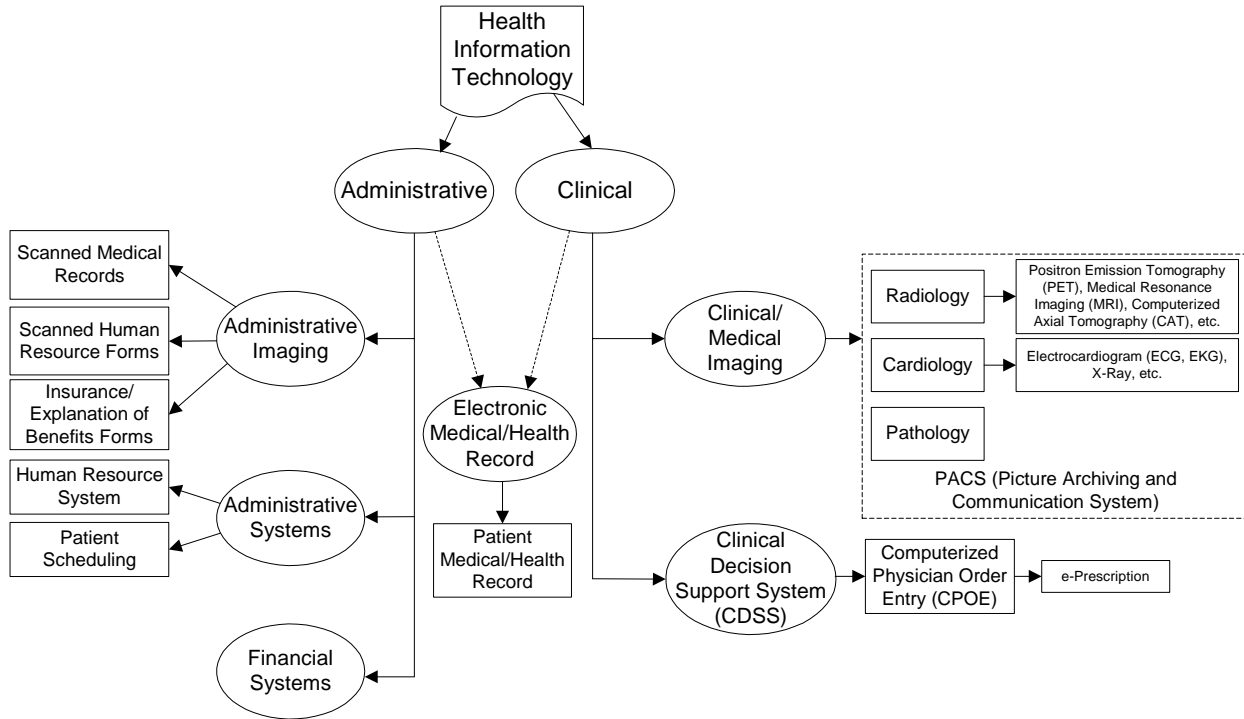 Health
Information
Technology
Administrative
Clinical
Scanned Medical
Records
Scanned Human
Resource Forms
Insurance/
Explanation of
Benefits Forms
Administrative
Imaging
Human Resource
System
Patient
Scheduling
Administrative
Systems
Financial
Systems
Electronic
Medical/Health
Record
Patient
Medical/Health
Record
Clinical/
Medical
Imaging
Radiology
Positron Emission Tomography
(PET), Medical Resonance
Imaging (MRI), Computerized
Axial Tomography (CAT), etc.
Cardiology
Electrocardiogram (ECG, EKG),
X-Ray, etc.
Pathology
PACS (Picture Archiving and
Communication System)
Clinical
Decision
Support System
(CDSS)
Computerized
Physician Order
Entry (CPOE)
e-Prescription